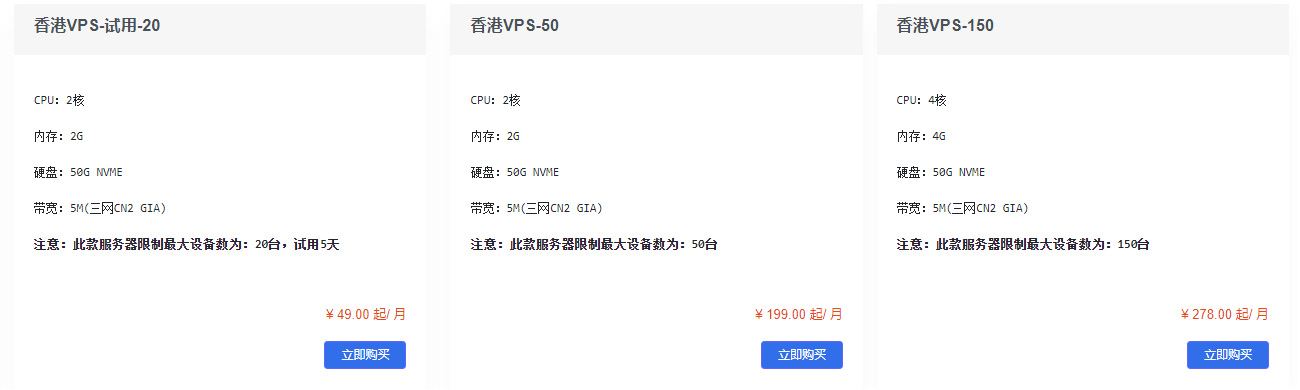 香港VPS-试用-20
CPU：2核
内存：2G
硬盘：50G NVME
带宽：5M(三网CN2 GIA)
注意：此款服务器限制最大设备数为：20台，试用5天
¥ 49.00 起/ 月
立即购买
香港VPS-50
CPU：2核
内存：2G
硬盘：50G NVME
带宽：5M(三网CN2 GIA)
注意：此款服务器限制最大设备数为：50台
¥ 199.00 起/ 月
立即购买
香港VPS-150
CPU：4核
内存：4G
硬盘：50G NVME
带宽：5M(三网CN2 GIA)
注意：此款服务器限制最大设备数为：150台
¥ 278.00 起/ 月
立即购买